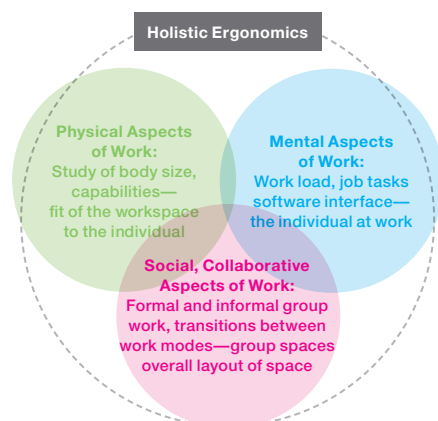 Holistic Ergonomics
Physical Aspects
of Work:
Study of body size,
capabilities—
fit of the workspace
to the individual
Mental Aspects
of Work:
Work load, job tasks
software interface—
the individual at work
Social, Collaborative
Aspects of Work:
Formal and informal group
work, transitions between
work modes—group spaces
overall layout of space